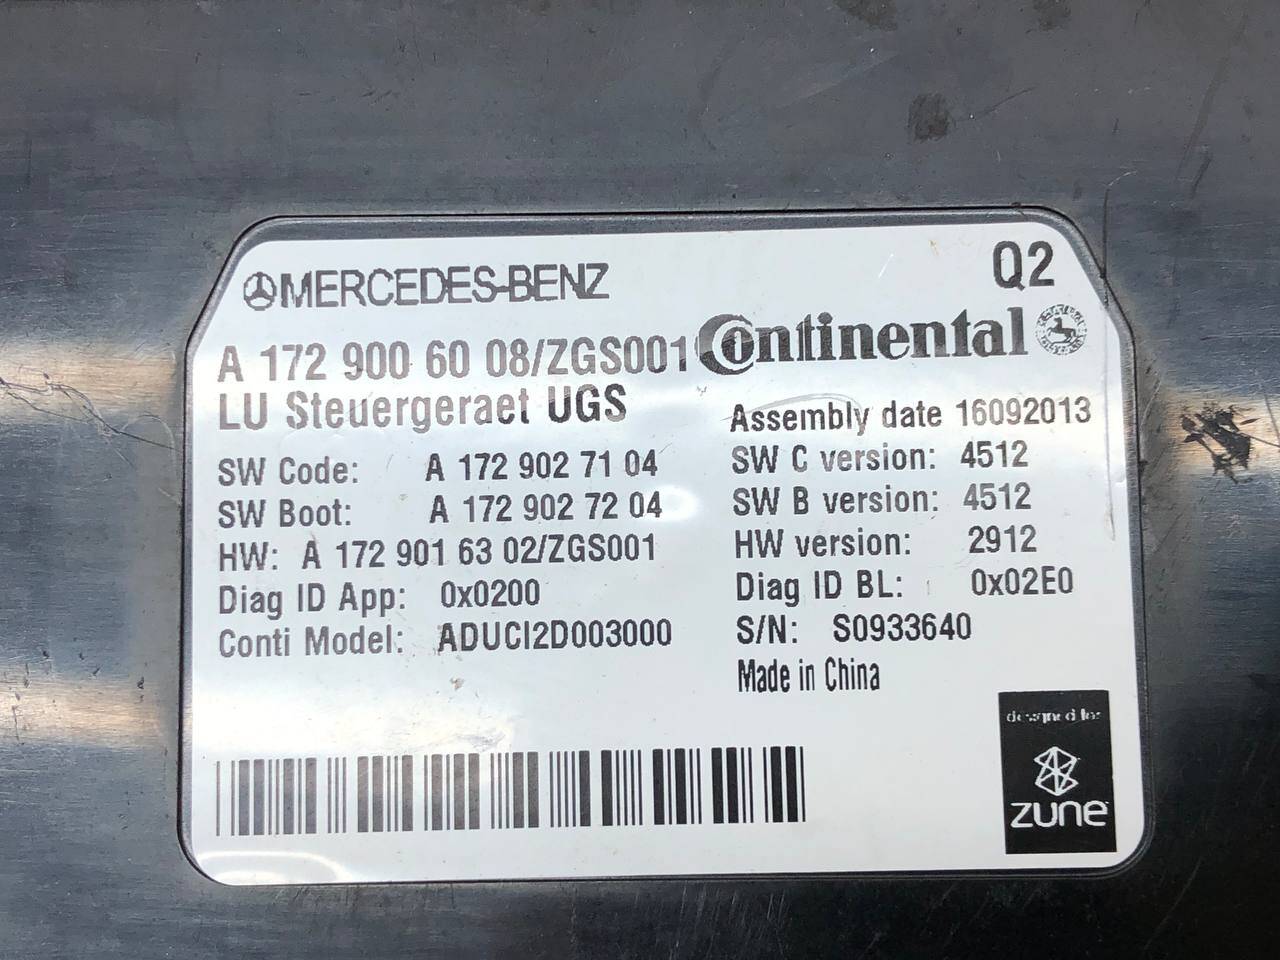 MERCEDES-BENZ
Q2
A 172 900 60 08/ZGS001
Continental
LU Steuergeraet UGS
Assembly date 16092013
SW Code: A 172 902 71 04
SW C version: 4512
SW Boot: A 172 902 72 04
SW B version: 4512
HW: A 172 901 63 02/ZGS001
HW version: 2912
Diag ID App: 0x0200
Diag ID BL: 0x02E0
Conti Model: ADUCI2D003000
S/N: S0933640
Made in China
designed for
zune